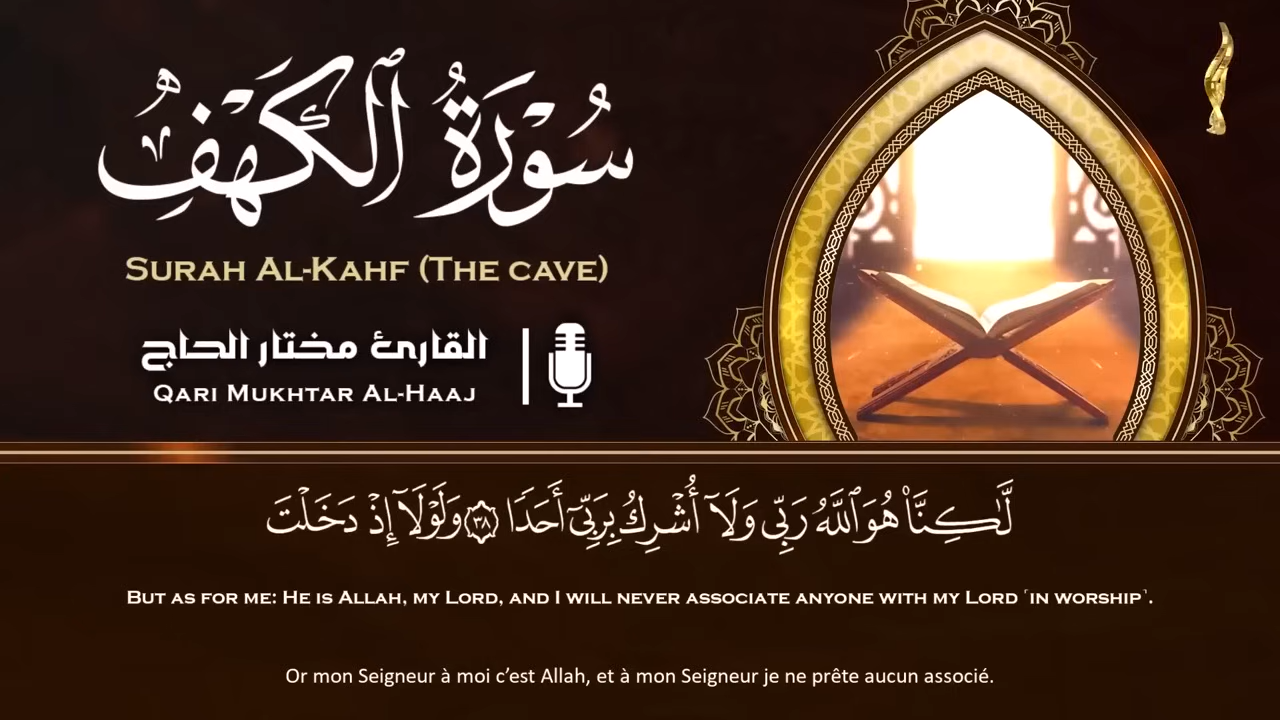 سُورَةُ ٱلْكَهْفِ
SURAH AL-KAHF (THE CAVE)
القارئ مختار الحاج
QARI MUKHTAR AL-HAAJ
لَّٰكِنَّا۠ هُوَ ٱللَّهُ رَبِّى وَلَآ أُشْرِكُ بِرَبِّىٓ أَحَدًا ٣٨ وَلَوْلَآ إِذْ دَخَلْتَ
BUT AS FOR ME: HE IS ALLAH, MY LORD, AND I WILL NEVER ASSOCIATE ANYONE WITH MY LORD ˹IN WORSHIP˺.
Or mon Seigneur à moi c’est Allah, et à mon Seigneur je ne prête aucun associé.